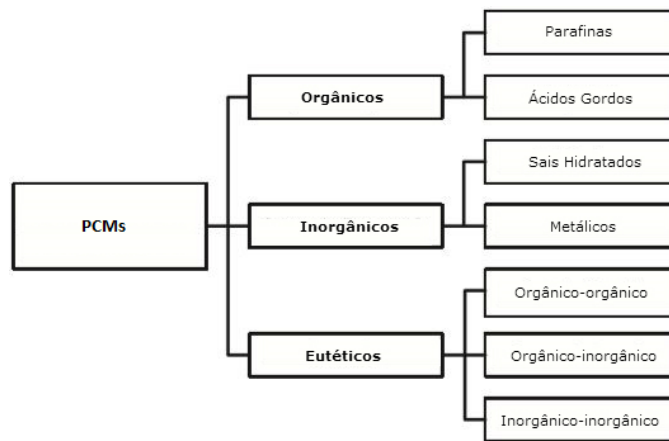 PCMs
Orgânicos
Parafinas
Ácidos Gordos
Inorgânicos
Sais Hidratados
Metálicos
Eutéticos
Orgânico-orgânico
Orgânico-inorgânico
Inorgânico-inorgânico